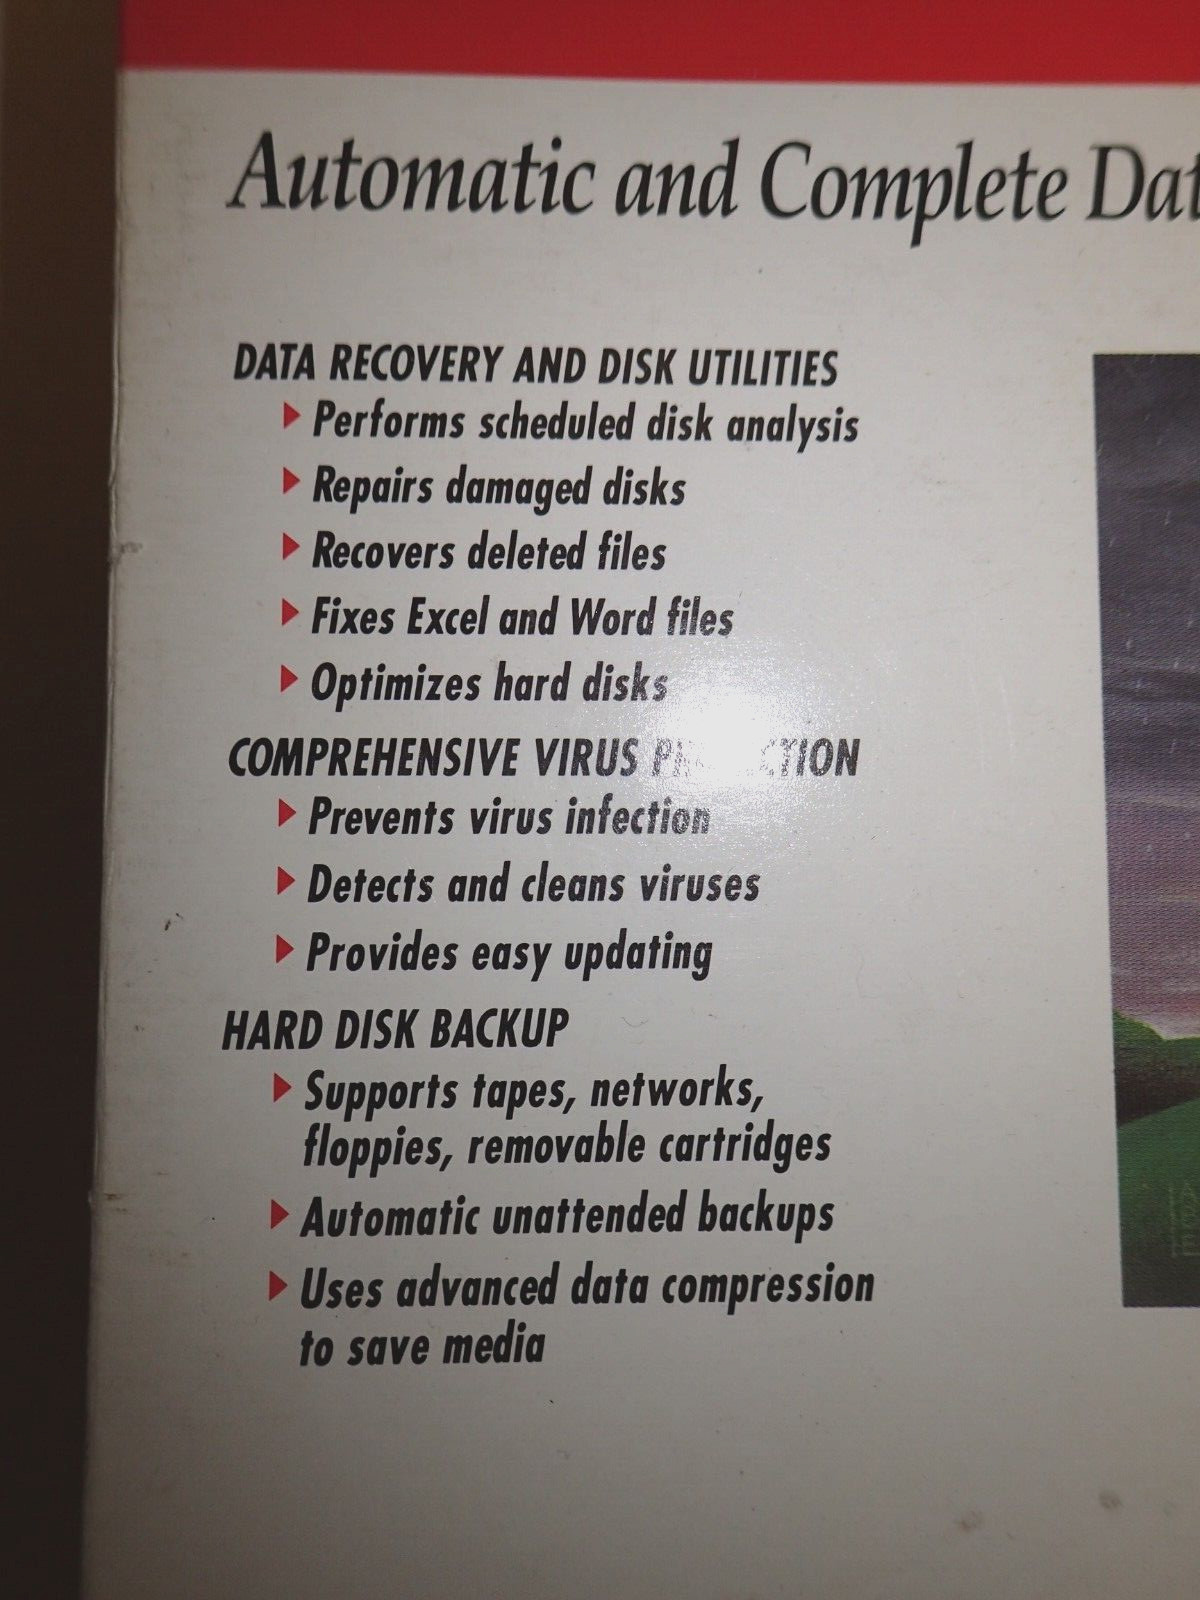 Automatic and Complete
DATA RECOVERY AND DISK UTILITIES
Performs scheduled disk analysis
Repairs damaged disks
Recovers deleted files
Fixes Excel and Word files
Optimizes hard disks
COMPREHENSIVE VIRUS PROTECTION
Prevents virus infection
Detects and cleans viruses
Provides easy updating
HARD DISK BACKUP
Supports tapes, networks,
floppies, removable cartridges
Automatic unattended backups
Uses advanced data compression
to save media